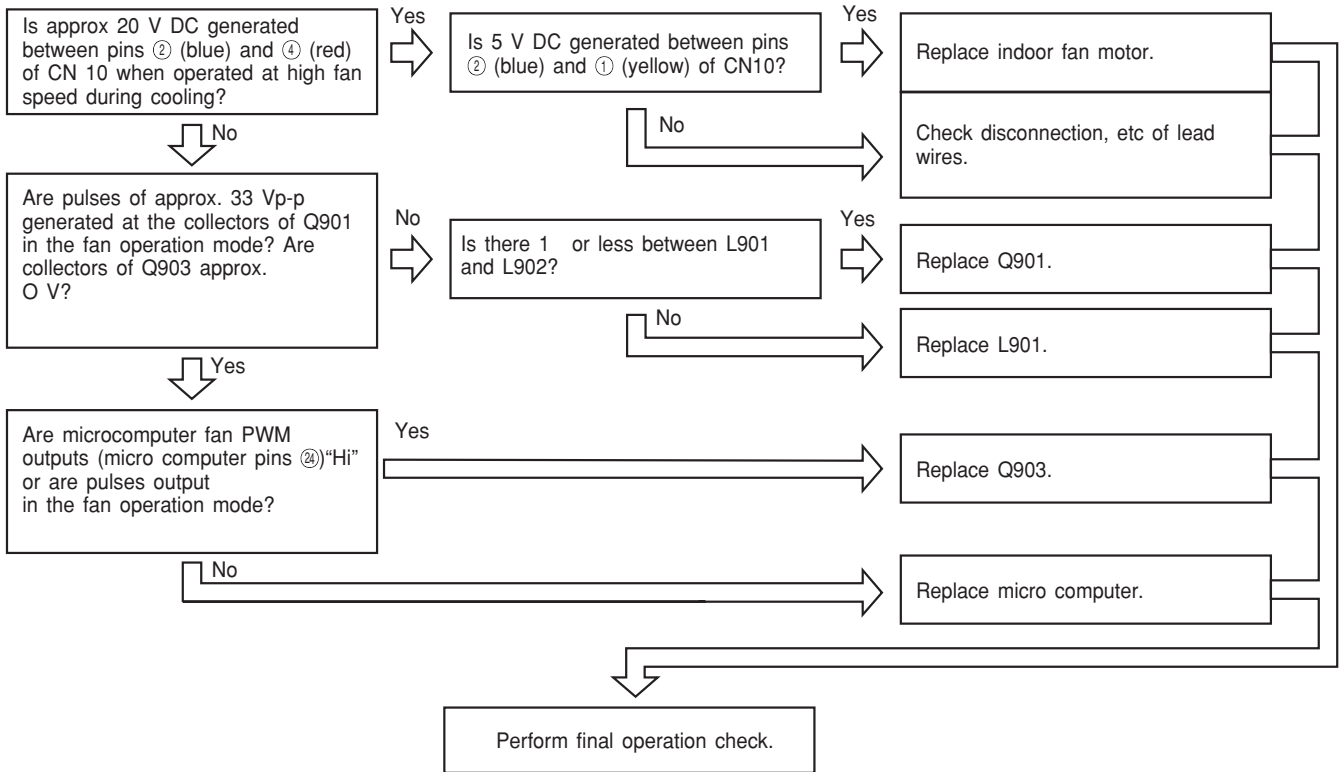 Is approx 20 V DC generated
between pins ② (blue) and ④ (red)
of CN 10 when operated at high fan
speed during cooling?
Yes
Is 5 V DC generated between pins
② (blue) and ① (yellow) of CN10?
Yes
Replace indoor fan motor.
No
No
Check disconnection, etc of lead
wires.
Are pulses of approx. 33 Vp-p
generated at the collectors of Q901
in the fan operation mode? Are
collectors of Q903 approx.
O V?
No
Is there 1 or less between L901
and L902?
Yes
Replace Q901.
No
Replace L901.
Yes
Are microcomputer fan PWM
outputs (micro computer pins ㉔)“Hi”
or are pulses output
in the fan operation mode?
Yes
Replace Q903.
No
Replace micro computer.
Perform final operation check.